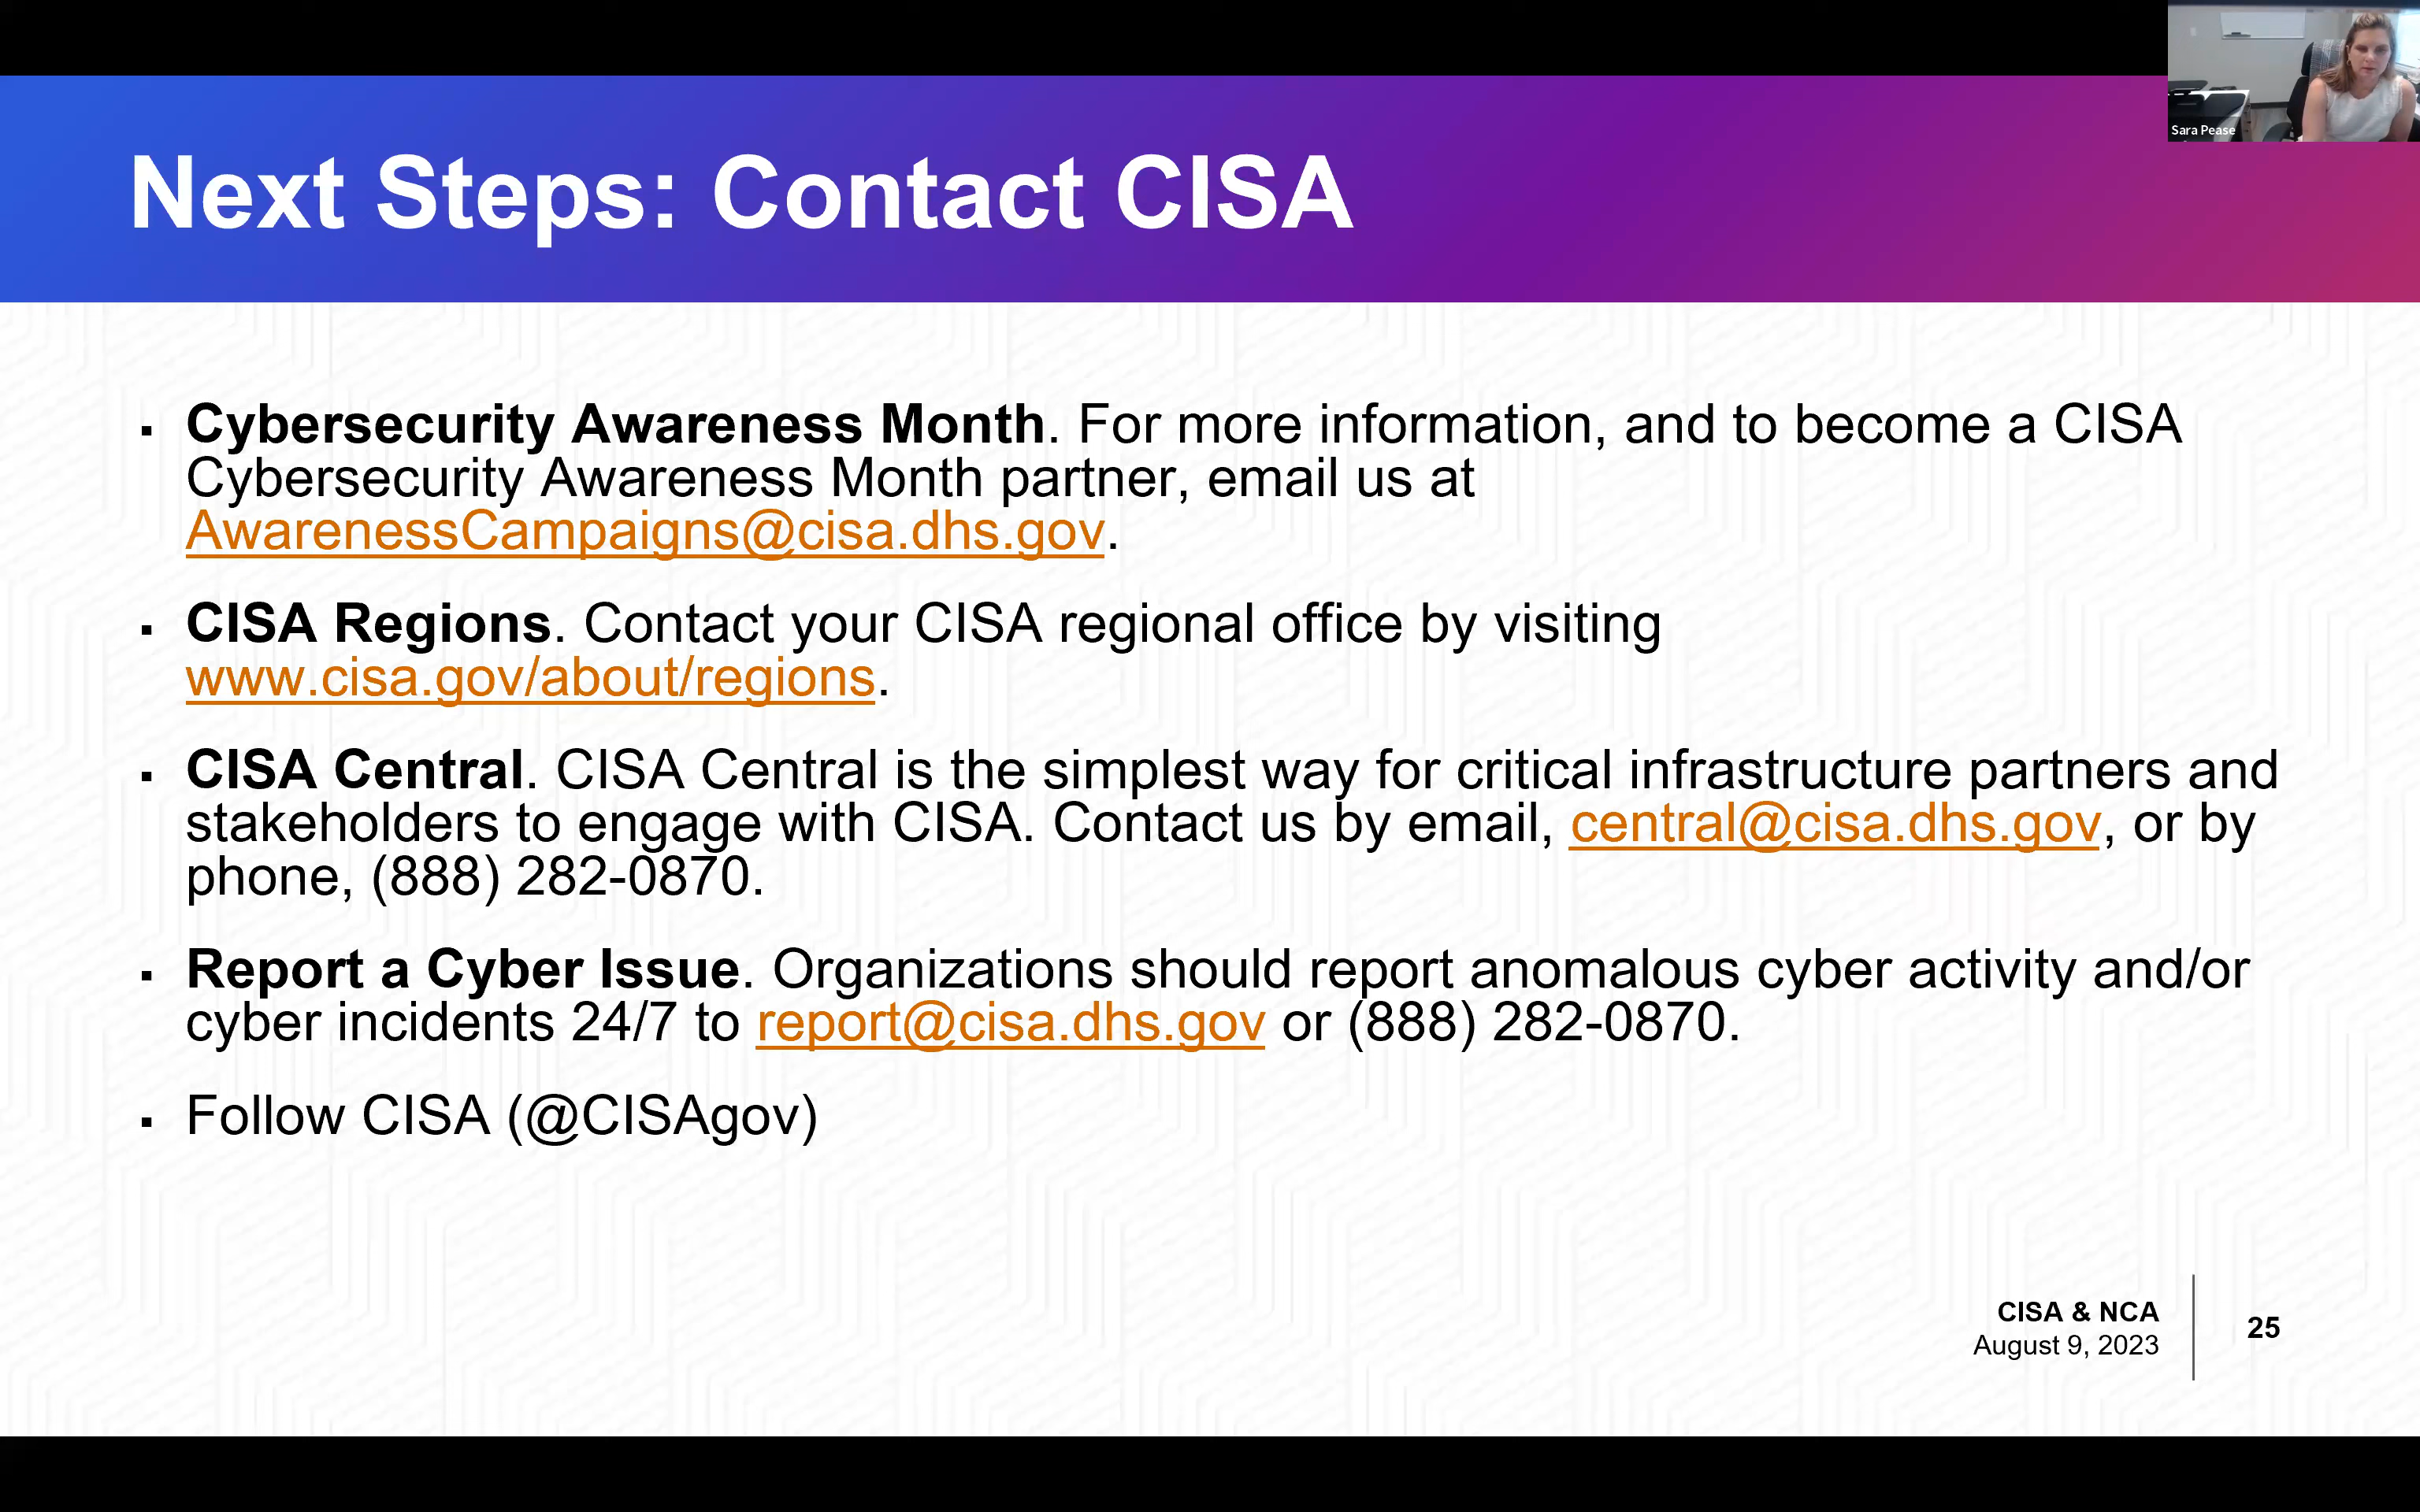 Sara Pease
Next Steps: Contact CISA
▪ Cybersecurity Awareness Month. For more information, and to become a CISA
Cybersecurity Awareness Month partner, email us at
AwarenessCampaigns@cisa.dhs.gov.
▪ CISA Regions. Contact your CISA regional office by visiting
www.cisa.gov/about/regions.
▪ CISA Central. CISA Central is the simplest way for critical infrastructure partners and
stakeholders to engage with CISA. Contact us by email, central@cisa.dhs.gov, or by
phone, (888) 282-0870.
▪ Report a Cyber Issue. Organizations should report anomalous cyber activity and/or
cyber incidents 24/7 to report@cisa.dhs.gov or (888) 282-0870.
▪ Follow CISA (@CISAgov)
CISA & NCA
August 9, 2023
25